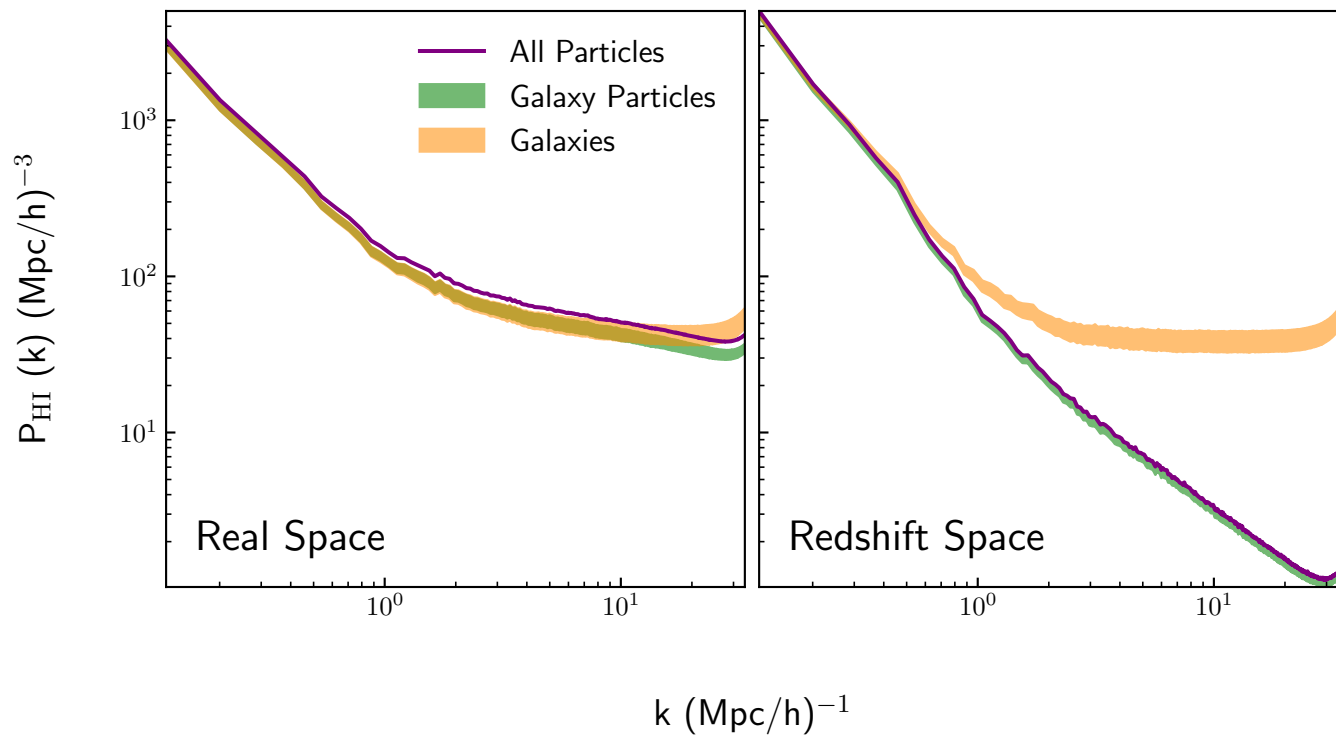 All Particles
Galaxy Particles
Galaxies
P_HI (k) (Mpc/h)^−3
10^3
10^2
10^1
Real Space
Redshift Space
10^0
10^1
10^0
10^1
k (Mpc/h)^−1